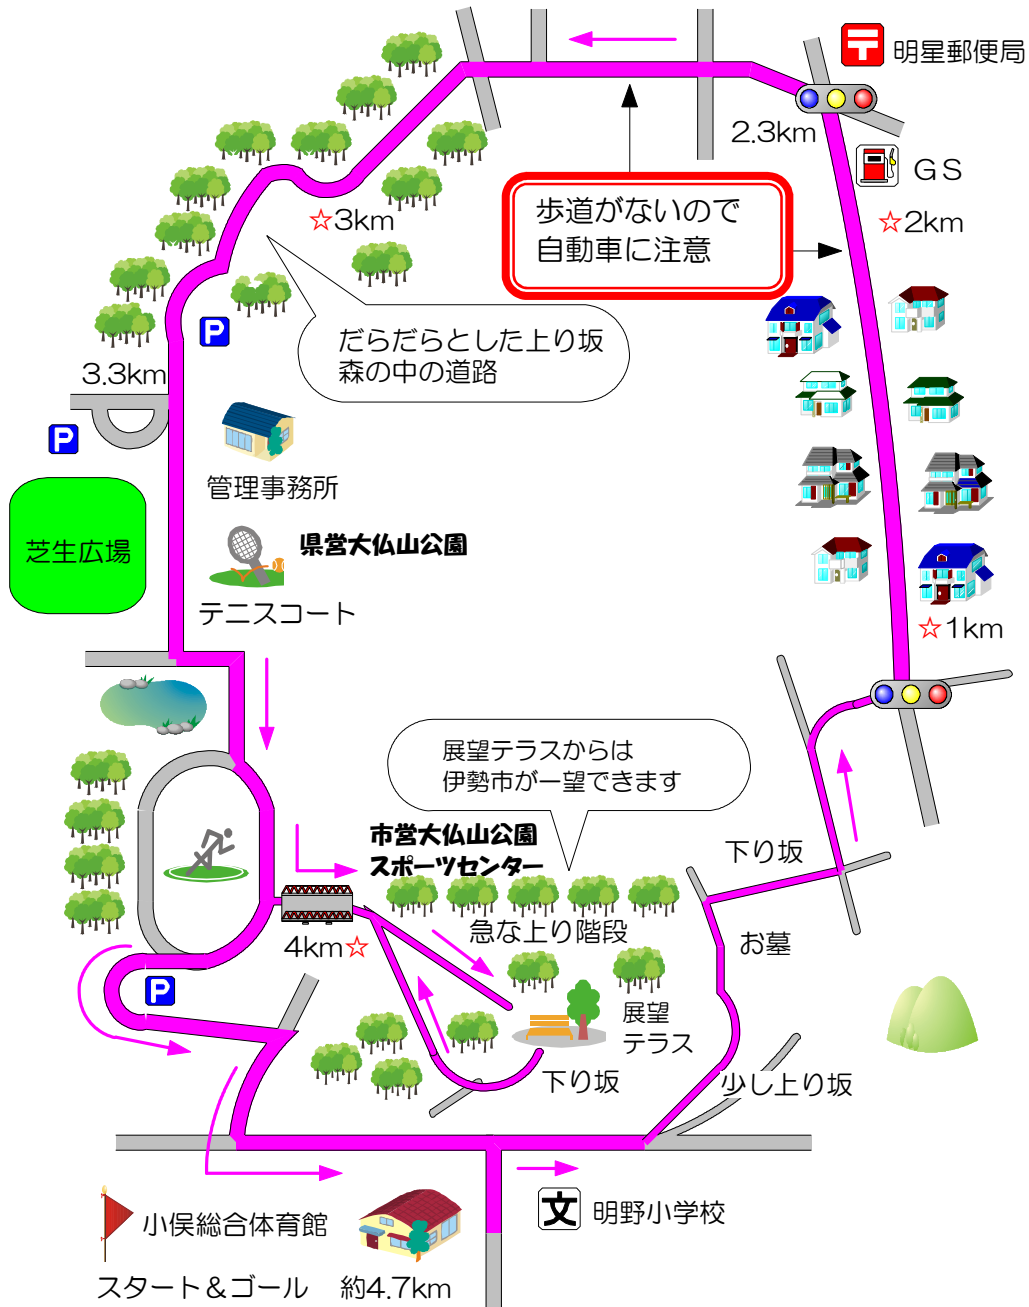 明星郵便局
2.3km
GS
☆2km
歩道がないので
自動車に注意
☆3km
だらだらとした上り坂
森の中の道路
P
3.3km
P
管理事務所
芝生広場
県営大仏山公園
テニスコート
☆1km
展望テラスからは
伊勢市が一望できます
市営大仏山公園
スポーツセンター
下り坂
急な上り階段
お墓
4km☆
P
展望
テラス
下り坂
少し上り坂
文
明野小学校
小俣総合体育館
スタート&ゴール
約4.7km